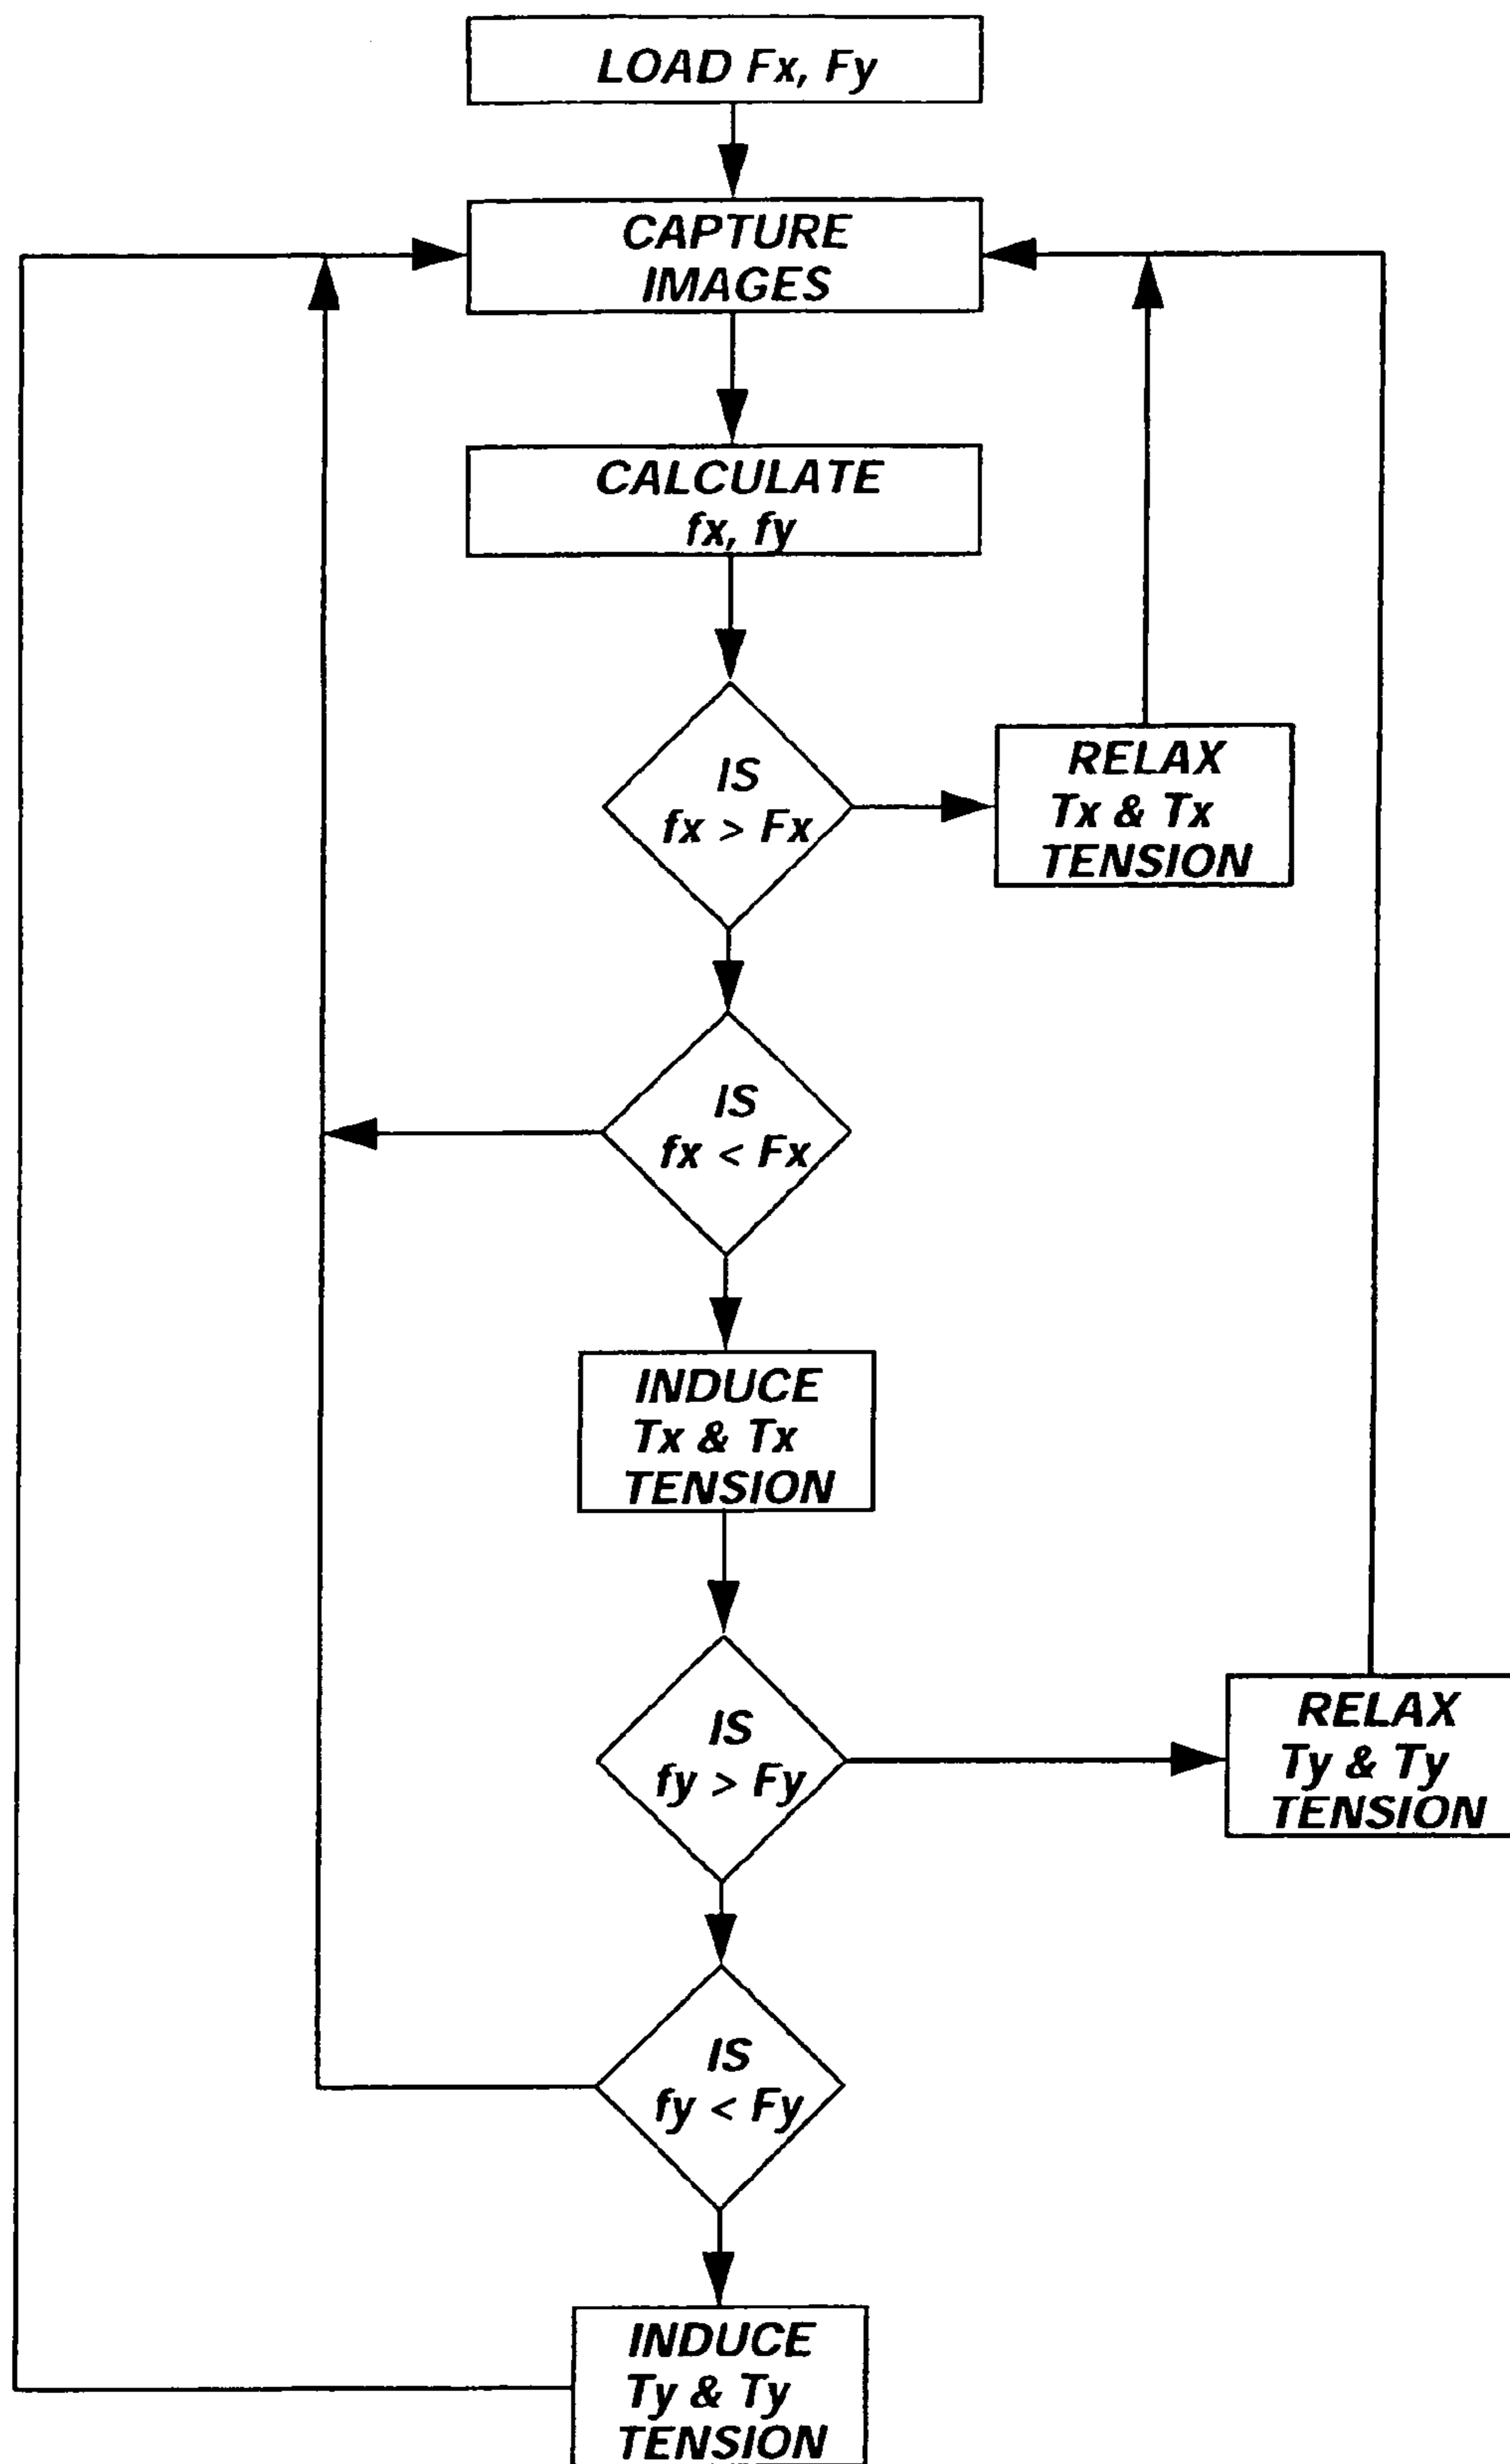 LOAD Fx, Fy
CAPTURE
IMAGES
CALCULATE
fx, fy
IS
fx > Fx
RELAX
Tx & Tx
TENSION
IS
fx < Fx
INDUCE
Tx & Tx
TENSION
IS
fy > Fy
RELAX
Ty & Ty
TENSION
IS
fy < Fy
INDUCE
Ty & Ty
TENSION